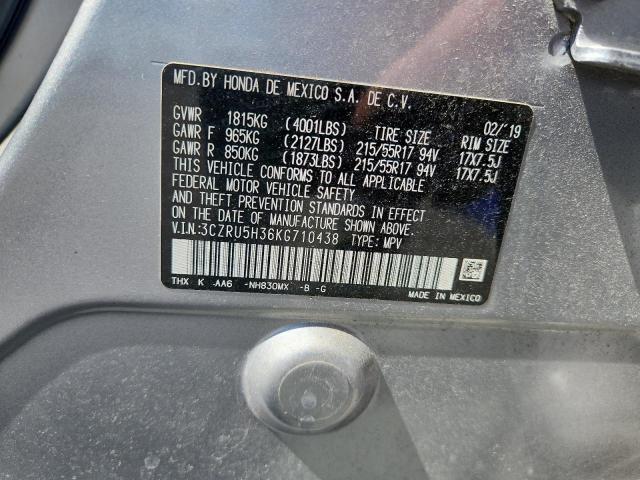 MFD.BY HONDA DE MEXICO S.A. DE C.V. 02/'19
GVWR 1815KG (4001LBS) TIRE SIZE RIM SIZE
GAWR F 965KG (2127LBS) 215/55R17 94V 17X7.5J
GAWR R 850KG (1873LBS) 215/55R17 94V 17X7.5J
THIS VEHICLE CONFORMS TO ALL APPLICABLE
FEDERAL MOTOR VEHICLE SAFETY
AND THEFT PREVENTION STANDARDS IN EFFECT
ON THE DATE OF MANUFACTURE SHOWN ABOVE.
V.I.N.:3CZRU5H36KG710438 TYPE: MPV
THX K AA6 -NH830MX -B -G MADE IN MEXICO